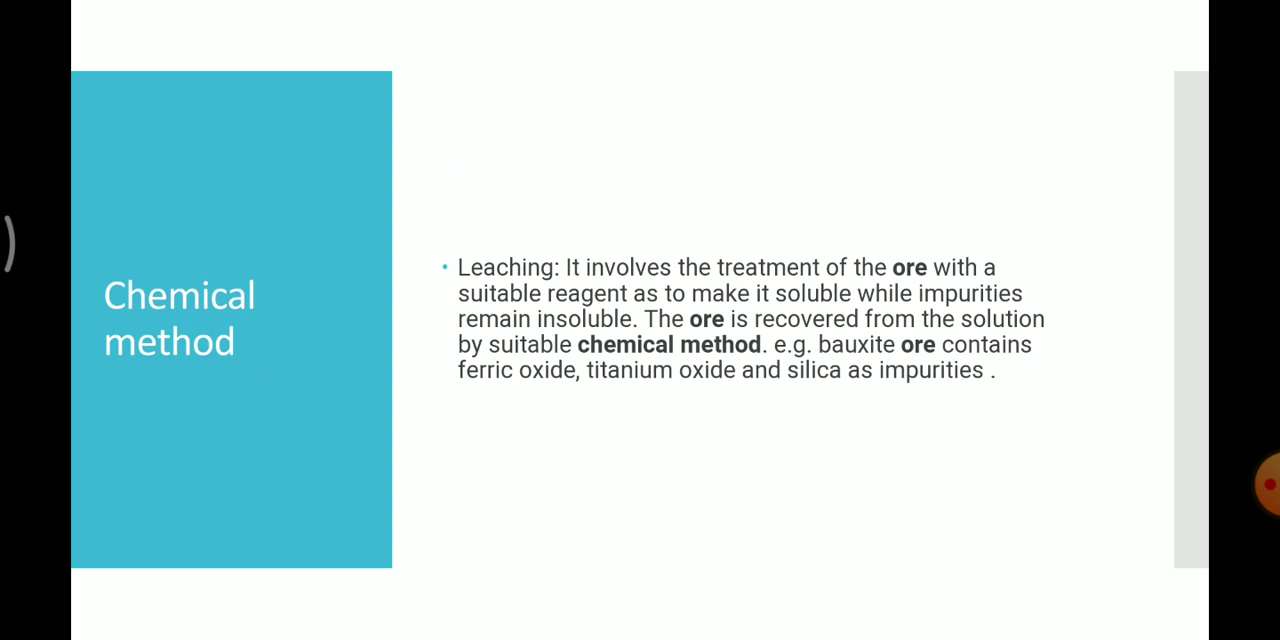 Chemical
method
• Leaching: It involves the treatment of the ore with a
suitable reagent as to make it soluble while impurities
remain insoluble. The ore is recovered from the solution
by suitable chemical method. e.g. bauxite ore contains
ferric oxide, titanium oxide and silica as impurities .